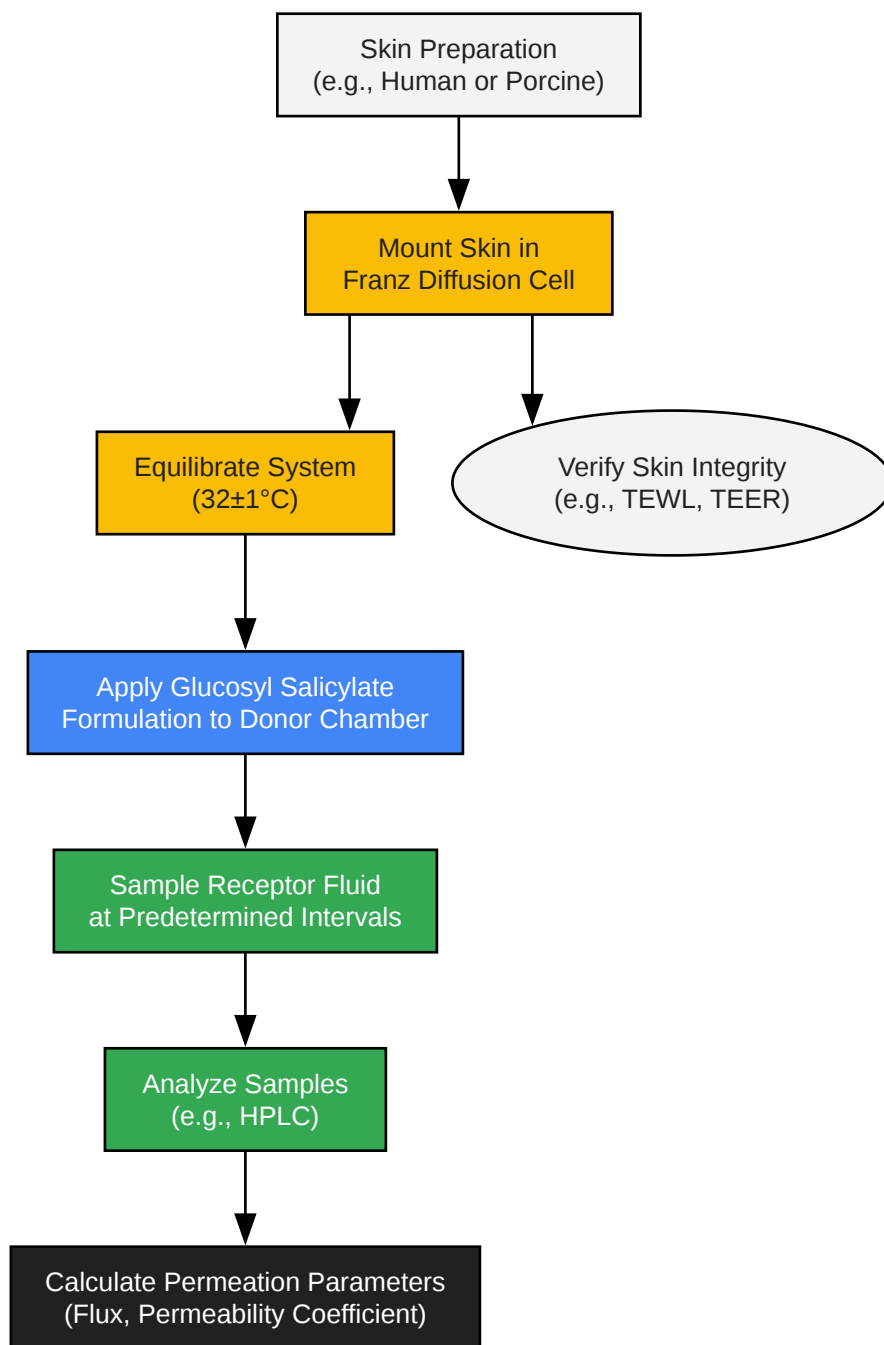 Skin Preparation
(e.g., Human or Porcine)
Mount Skin in
Franz Diffusion Cell
Equilibrate System
(32±1°C)
Verify Skin Integrity
(e.g., TEWL, TEER)
Apply Glucosyl Salicylate
Formulation to Donor Chamber
Sample Receptor Fluid
at Predetermined Intervals
Analyze Samples
(e.g., HPLC)
Calculate Permeation Parameters
(Flux, Permeability Coefficient)